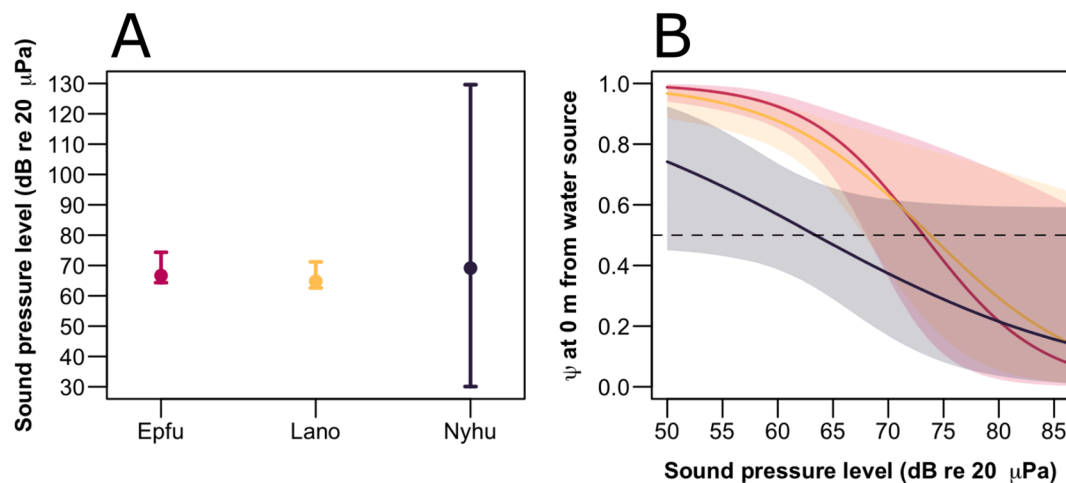 A
Sound pressure level (dB re 20 μPa)
130
120
110
100
90
80
70
60
50
40
30
Epfu Lano Nyhu
B
ψ at 0 m from water source
1.0
0.8
0.6
0.4
0.2
0.0
50 55 60 65 70 75 80 85
Sound pressure level (dB re 20 μPa)